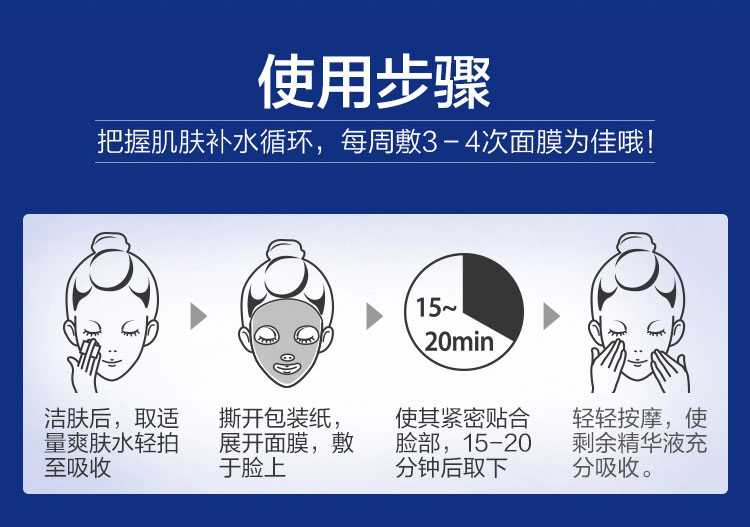 使用步骤
把握肌肤补水循环，每周敷3-4次面膜为佳哦！
15~
20min
洁肤后，取适
量爽肤水轻拍
至吸收
撕开包装纸，
展开面膜，敷
于脸上
使其紧密贴合
脸部，15-20
分钟后取下
轻轻按摩，使
剩余精华液充
分吸收。